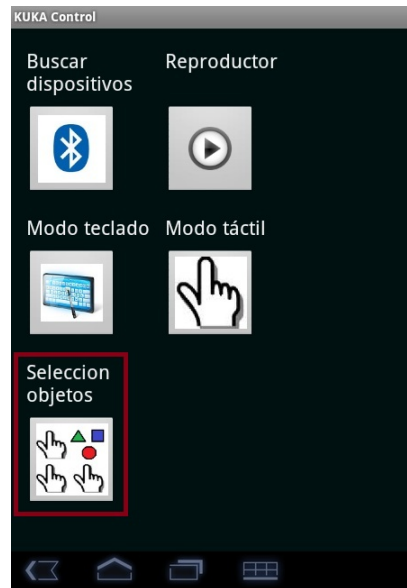 KUKA Control
Buscar
dispositivos
Reproductor
Modo teclado
Modo táctil
Seleccion
objetos